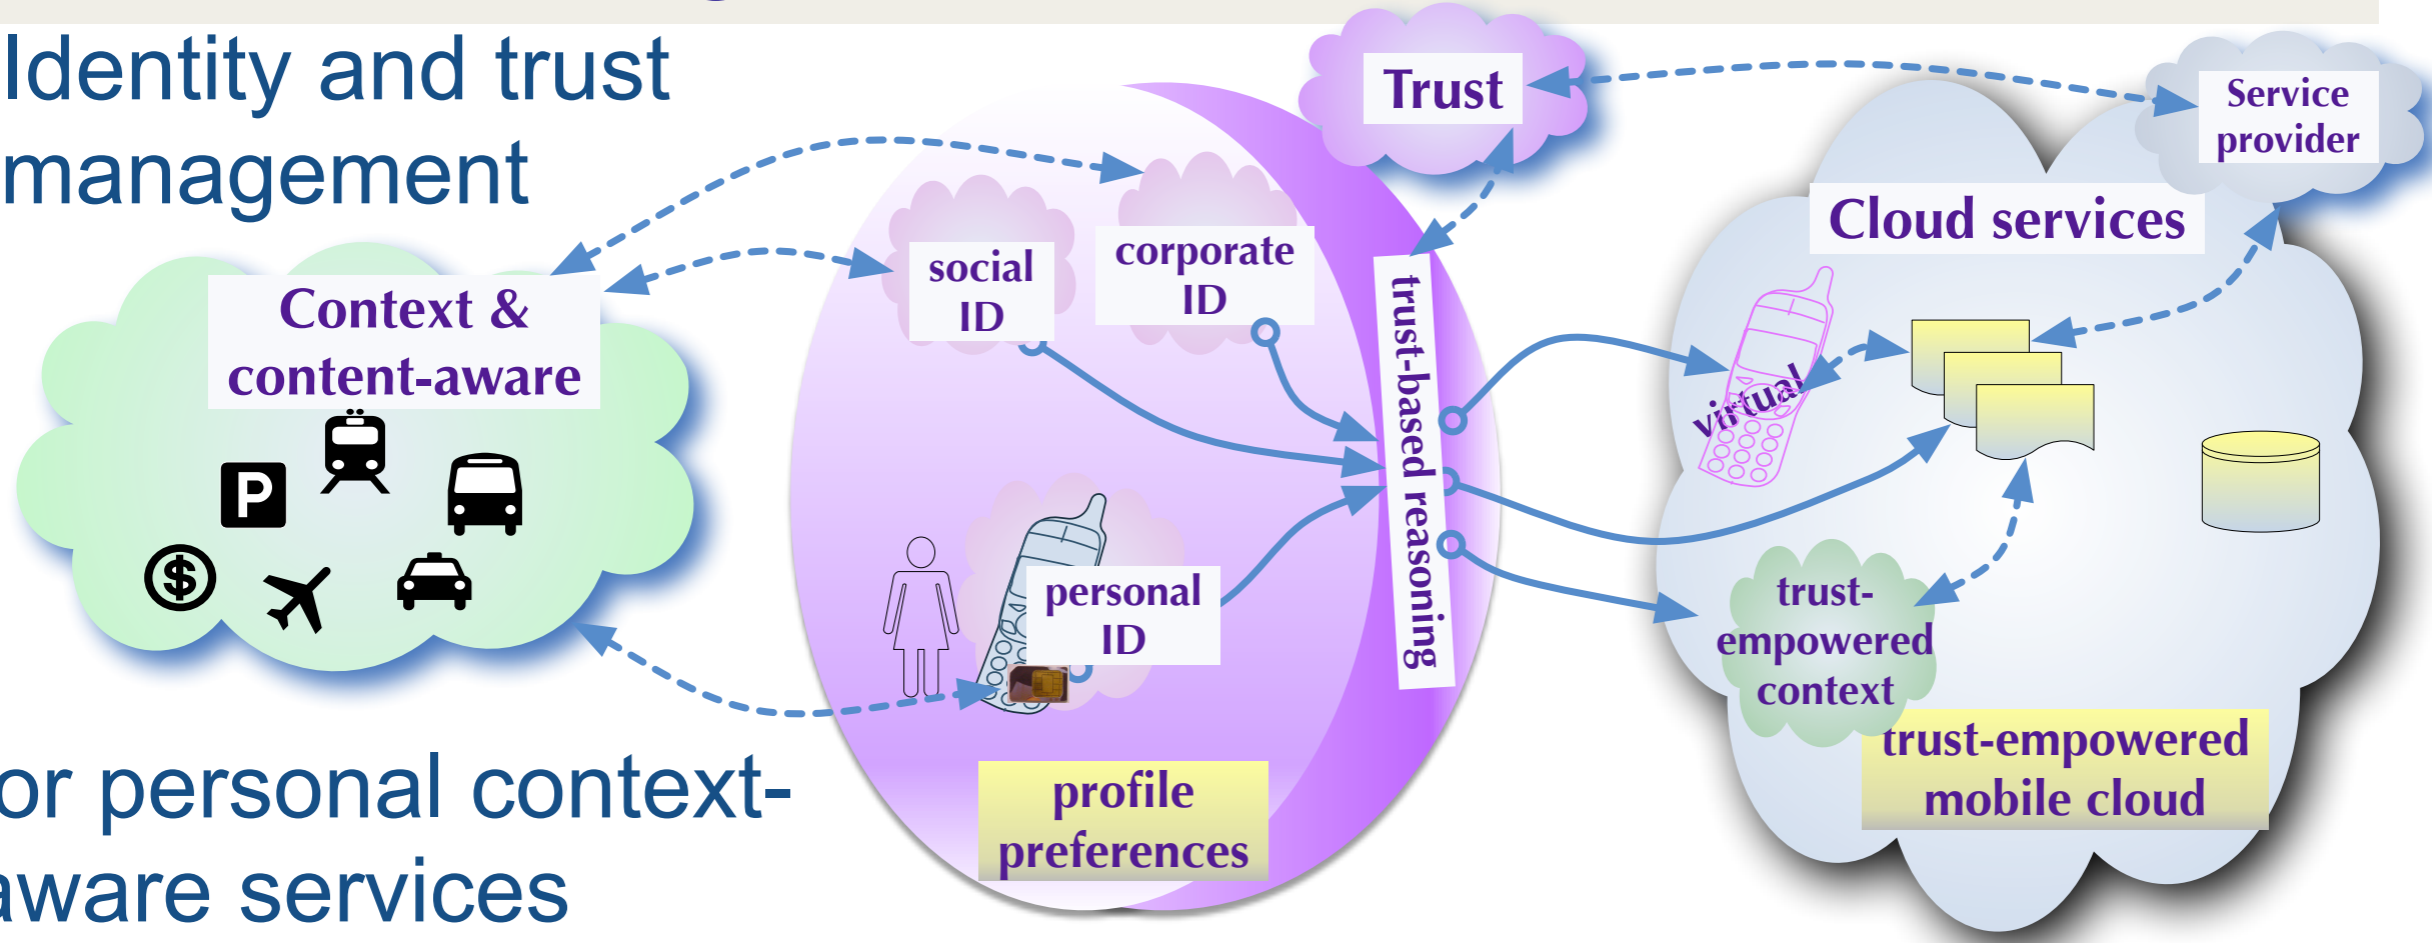 Identity and trust
management
Trust
Service
provider
Cloud services
social
ID
corporate
ID
Context &
content-aware
trust-based reasoning
virtual
P
$
personal
ID
trust-
empowered
context
trust-empowered
mobile cloud
profile
preferences
or personal context-
aware services